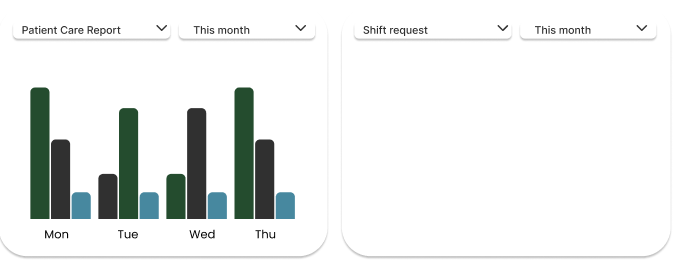 Patient Care Report
This month
Shift request
This month
Mon Tue Wed Thu